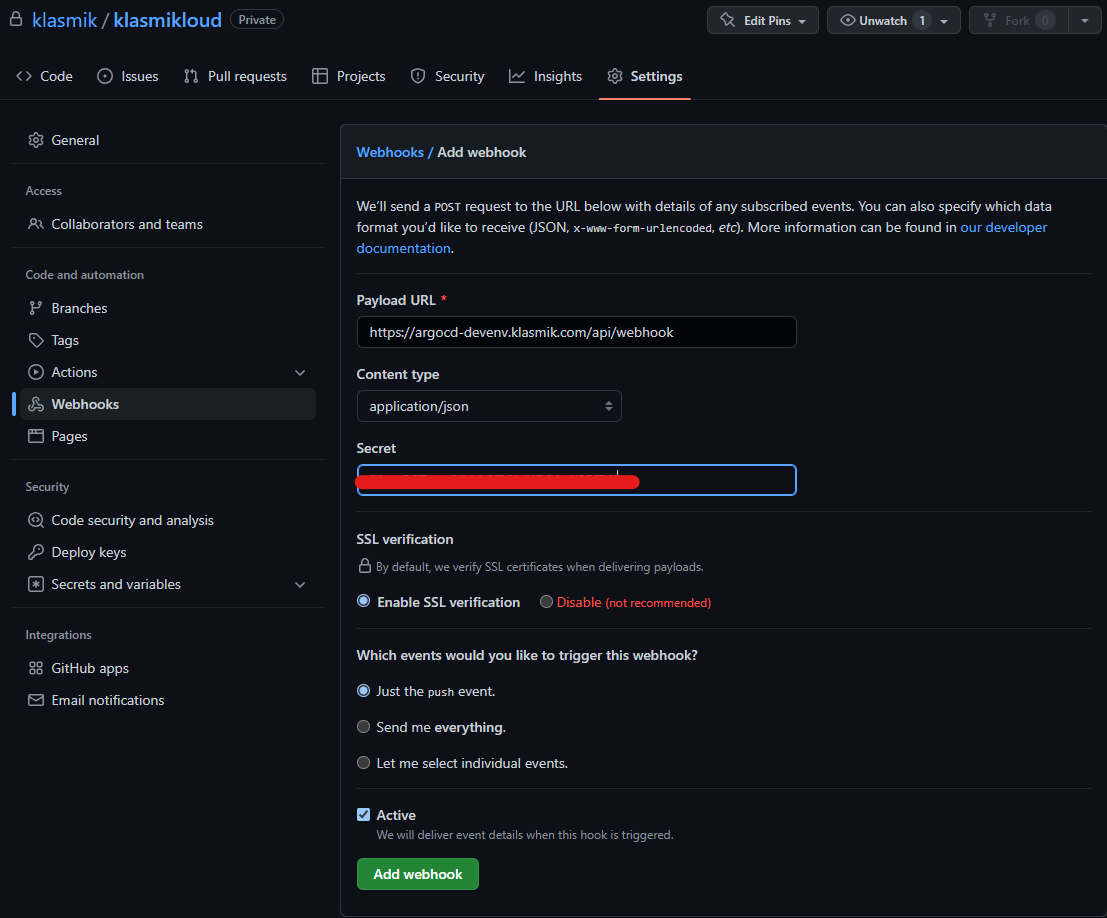 klasmik / klasmikloud Private
Edit Pins
Unwatch 1
Fork 0
Code
Issues
Pull requests
Projects
Security
Insights
Settings
General
Access
Collaborators and teams
Code and automation
Branches
Tags
Actions
Webhooks
Pages
Security
Code security and analysis
Deploy keys
Secrets and variables
Integrations
GitHub apps
Email notifications
Webhooks / Add webhook
We'll send a POST request to the URL below with details of any subscribed events. You can also specify which data
format you'd like to receive (JSON, x-www-form-urlencoded, etc). More information can be found in our developer
documentation.
Payload URL *
https://argocd-devenv.klasmik.com/api/webhook
Content type
application/json
Secret
SSL verification
By default, we verify SSL certificates when delivering payloads.
Enable SSL verification
Disable (not recommended)
Which events would you like to trigger this webhook?
Just the push event.
Send me everything.
Let me select individual events.
Active
We will deliver event details when this hook is triggered.
Add webhook